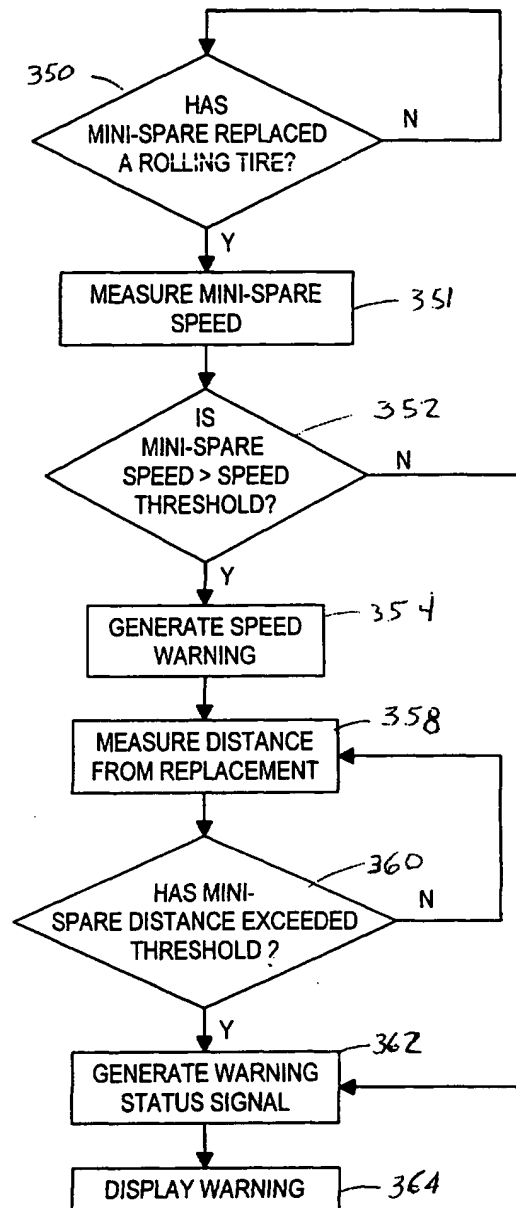 350
HAS
MINI-SPARE REPLACED
A ROLLING TIRE?
N
Y
MEASURE MINI-SPARE
SPEED
351
IS
MINI-SPARE
SPEED > SPEED
THRESHOLD?
352
N
Y
GENERATE SPEED
WARNING
354
MEASURE DISTANCE
FROM REPLACEMENT
358
HAS MINI-
SPARE DISTANCE EXCEEDED
THRESHOLD ?
360
N
Y
GENERATE WARNING
STATUS SIGNAL
362
DISPLAY WARNING
364